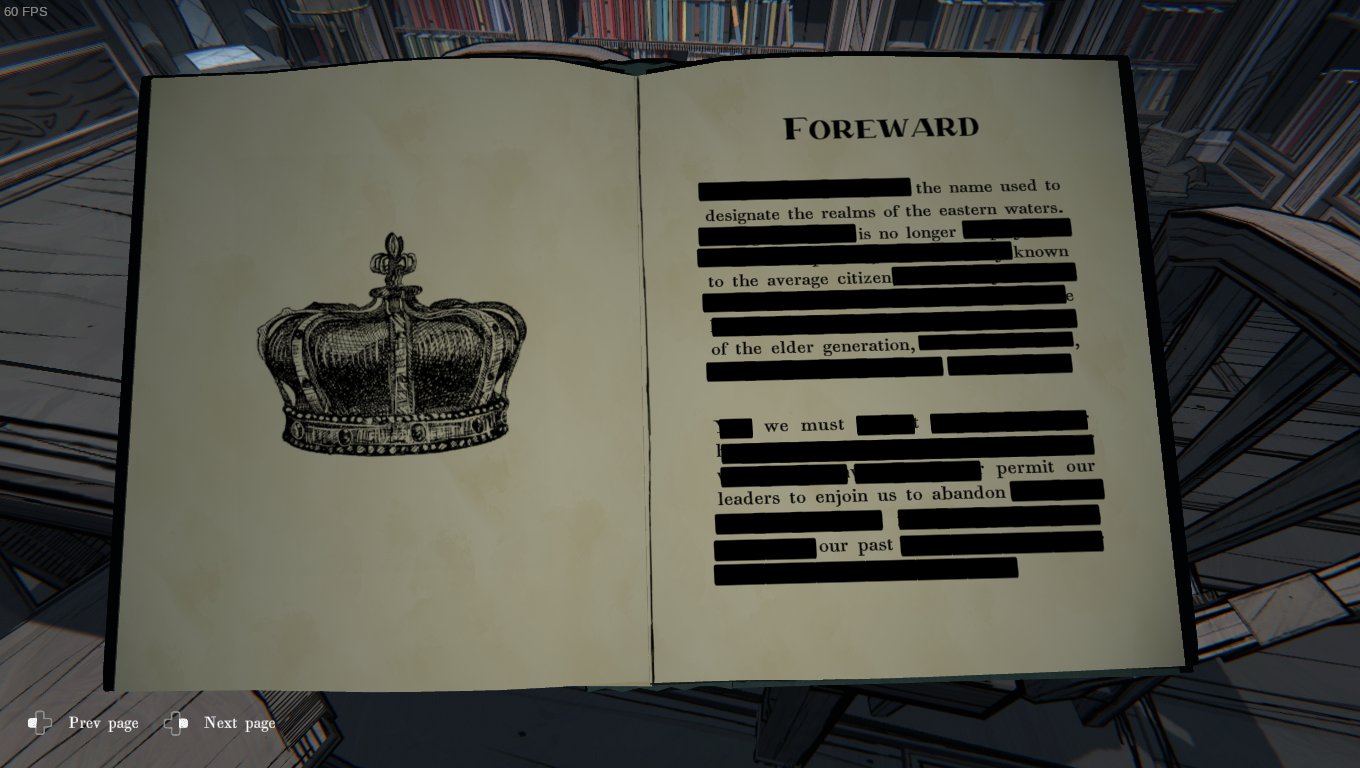 60 FPS
FOREWARD
the name used to
designate the realms of the eastern waters.
is no longer
known
to the average citizen
of the elder generation, ,
we must
permit our
leaders to enjoin us to abandon
our past
Prev page Next page